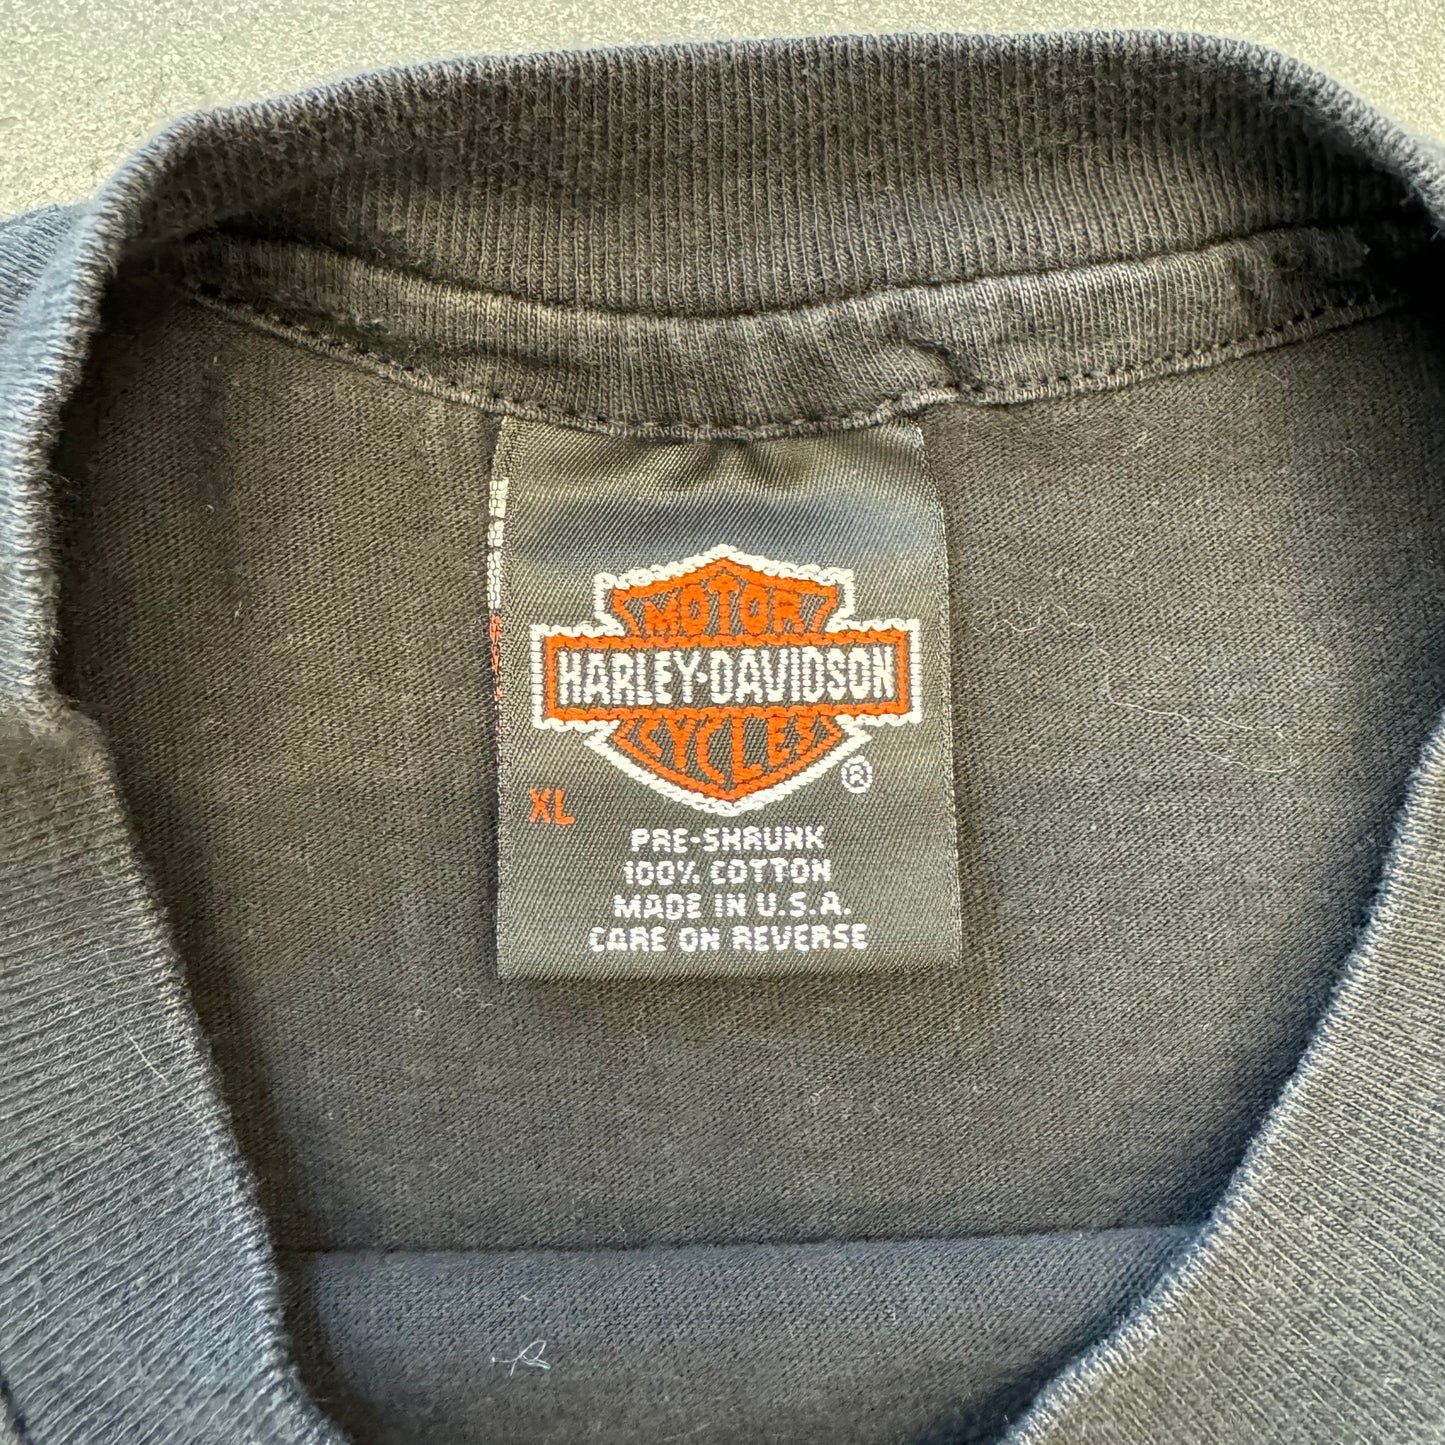 MOTOR
HARLEY-DAVIDSON
CYCLES
®
XL
PRE-SHRUNK
100% COTTON
MADE IN U.S.A.
CARE ON REVERSE